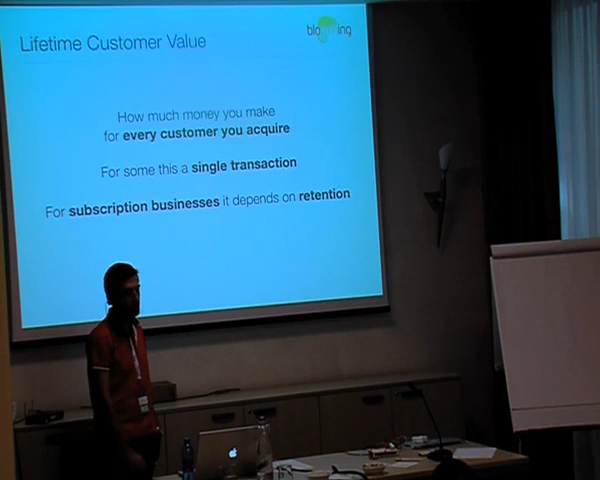 Lifetime Customer Value
How much money you make
for every customer you acquire
For some this a single transaction
For subscription businesses it depends on retention